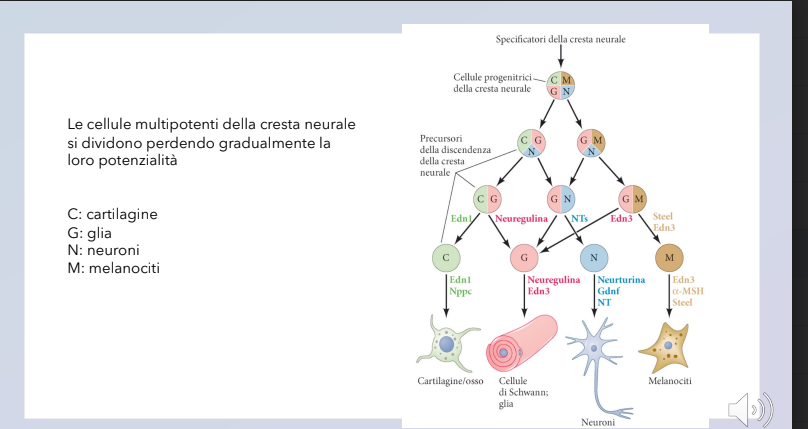 Le cellule multipotenti della cresta neurale
si dividono perdendo gradualmente la
loro potenzialità
C: cartilagine
G: glia
N: neuroni
M: melanociti
Specificatori della cresta neurale
Cellule progenitrici
della cresta neurale
C M
G N
Precursori
della discendenza
della cresta
neurale
C G
N
G M
N
C G
G N
G M
Edn1
Neuregulina
NTs
Edn3
Steel
Edn3
C
G
N
M
Edn1
Nppc
Neuregulina
Edn3
Neurturina
Gdnf
NT
Edn3
α-MSH
Steel
Cartilagine/osso
Cellule
di Schwann;
glia
Neuroni
Melanociti